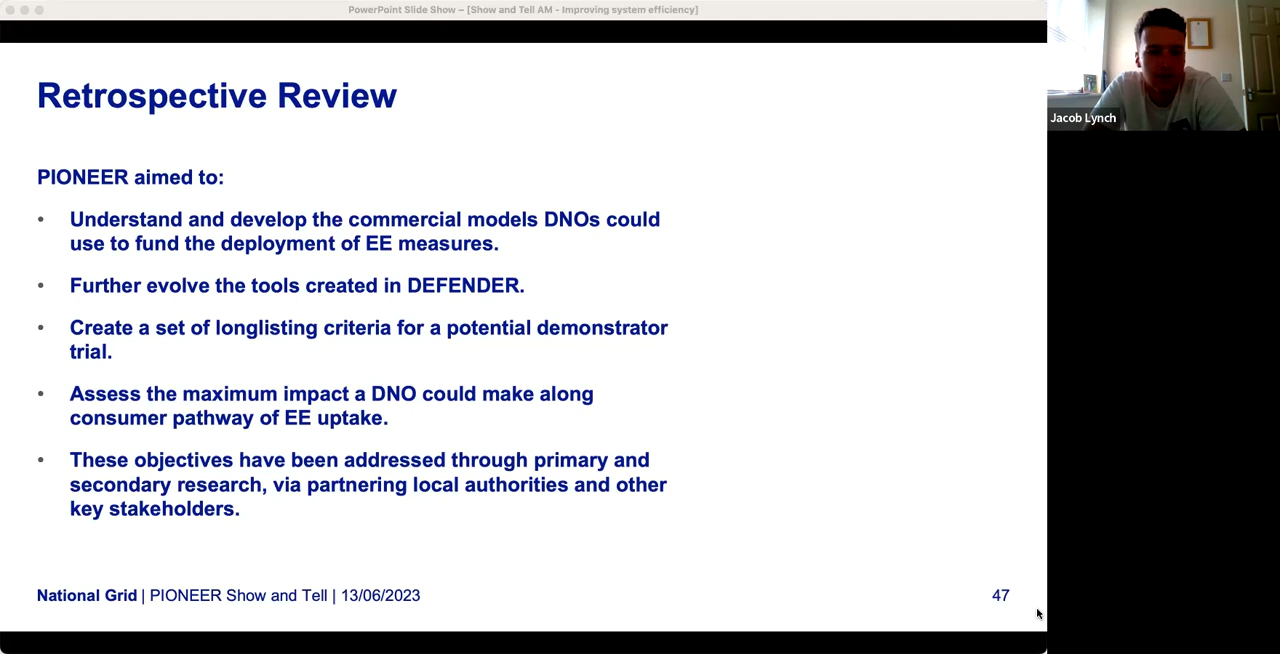 PowerPoint Slide Show – [Show and Tell AM - Improving system efficiency]
Jacob Lynch
Retrospective Review
PIONEER aimed to:
• Understand and develop the commercial models DNOs could
use to fund the deployment of EE measures.
• Further evolve the tools created in DEFENDER.
• Create a set of longlisting criteria for a potential demonstrator
trial.
• Assess the maximum impact a DNO could make along
consumer pathway of EE uptake.
• These objectives have been addressed through primary and
secondary research, via partnering local authorities and other
key stakeholders.
National Grid | PIONEER Show and Tell | 13/06/2023
47